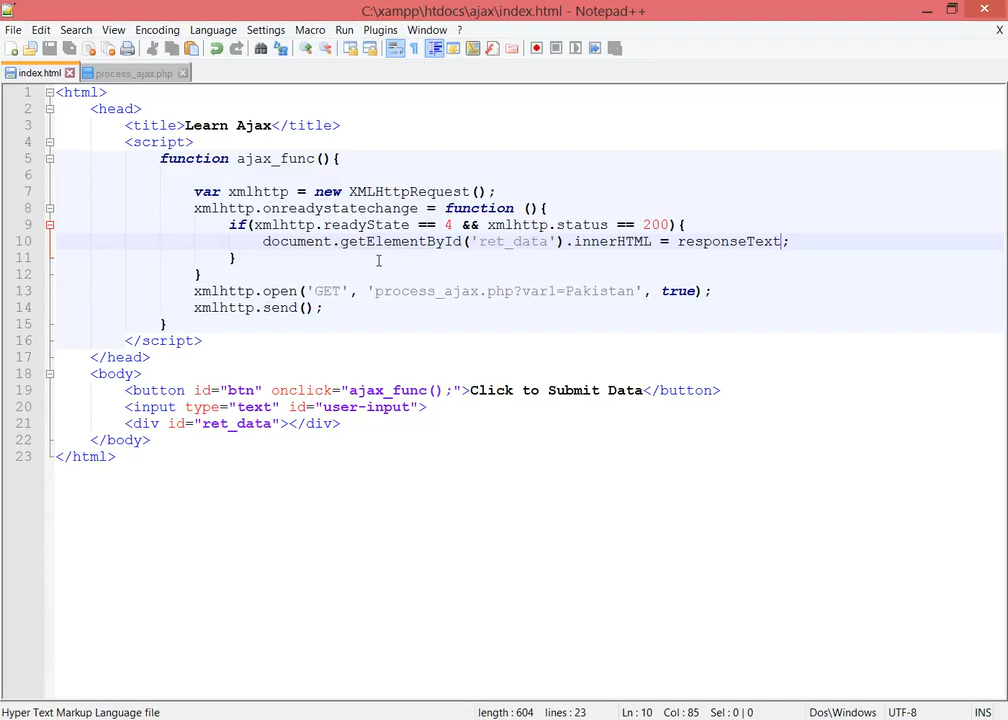 C:\xampp\htdocs\ajax\index.html - Notepad++
File Edit Search View Encoding Language Settings Macro Run Plugins Window ? X
index.html process_ajax.php
1 <html>
2 <head>
3 <title>Learn Ajax</title>
4 <script>
5 function ajax_func(){
6
7 var xmlhttp = new XMLHttpRequest();
8 xmlhttp.onreadystatechange = function (){
9 if(xmlhttp.readyState == 4 && xmlhttp.status == 200){
10 document.getElementById('ret_data').innerHTML = responseText;
11 }
12 }
13 xmlhttp.open('GET', 'process_ajax.php?var1=Pakistan', true);
14 xmlhttp.send();
15 }
16 </script>
17 </head>
18 <body>
19 <button id="btn" onclick="ajax_func();">Click to Submit Data</button>
20 <input type="text" id="user-input">
21 <div id="ret_data"></div>
22 </body>
23 </html>
Hyper Text Markup Language file length : 604 lines : 23 Ln : 10 Col : 85 Sel : 0 | 0 Dos\Windows UTF-8 INS